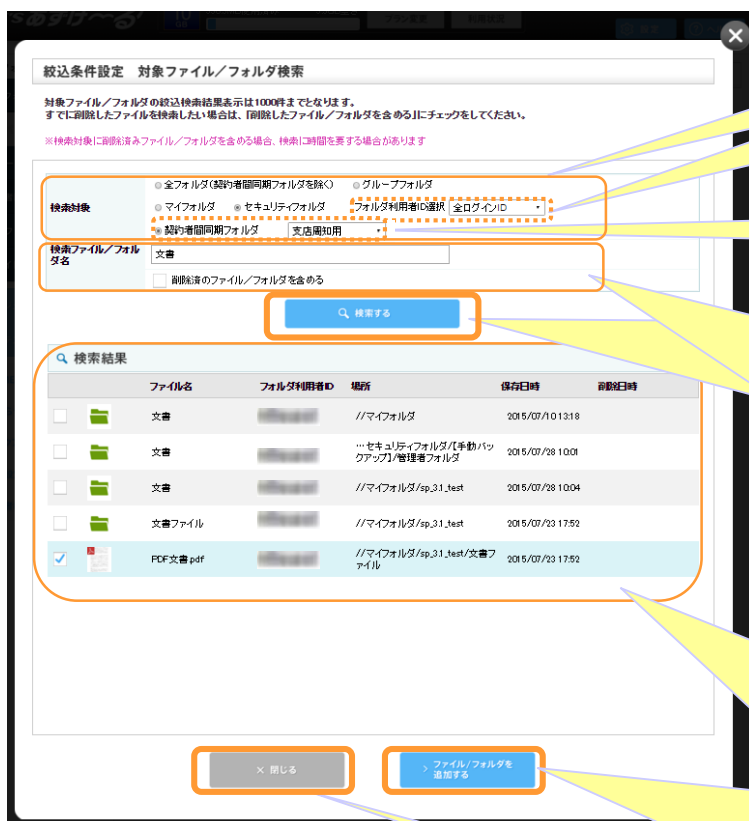 あずけ～る
10
プラン変更
利用状況
絞込条件設定　対象ファイル／フォルダ検索
対象ファイル／フォルダの絞込検索結果表示は1000件までとなります。
すでに削除したファイルを検索したい場合は、「削除したファイル／フォルダを含める」にチェックをしてください。
※検索対象に削除済みファイル／フォルダを含める場合、検索に時間を要する場合があります
検索対象
全フォルダ(契約者間同期フォルダを除く)　グループフォルダ
マイフォルダ　セキュリティフォルダ　フォルダ利用者ID選択　全ログインID
契約者間同期フォルダ　支店周知用
検索ファイル／フォル
ダ名
文書
削除済のファイル／フォルダを含める
検索する
検索結果
ファイル名　フォルダ利用者ID　場所　保存日時　削除日時
文書　//マイフォルダ　2015/07/10 13:18
文書　…セキュリティフォルダ/【手動バッ
クアップ】/管理者フォルダ　2015/07/28 10:01
文書　//マイフォルダ/sp_3.1_test　2015/07/28 10:04
文書ファイル　//マイフォルダ/sp_3.1_test　2015/07/23 17:52
PDF文書.pdf　//マイフォルダ/sp_3.1_test/文書フ
ァイル　2015/07/23 17:52
× 閉じる
> ファイル/フォルダを
追加する